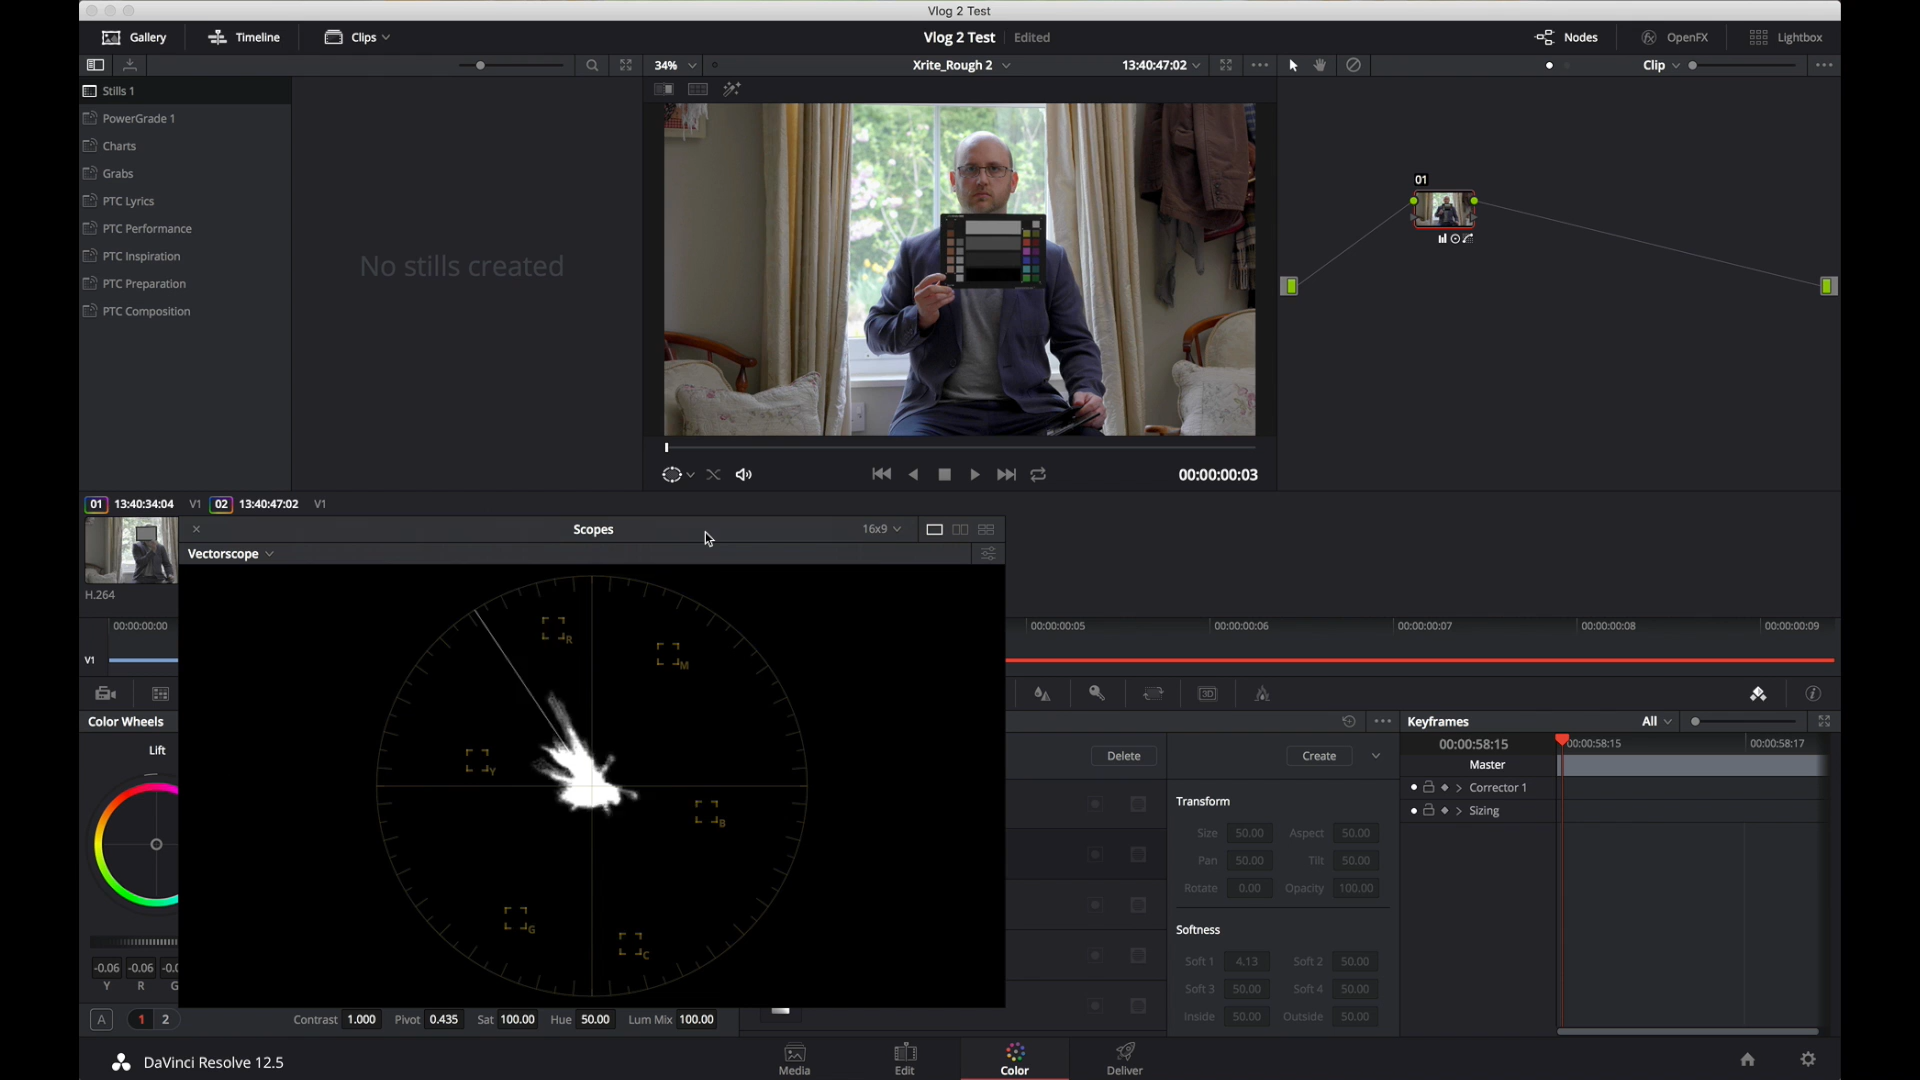 Vlog 2 Test
Gallery
Timeline
Clips
Vlog 2 Test
Edited
Nodes
OpenFX
Lightbox
34%
Xrite_Rough 2
13:40:47:02
Clip
Stills 1
PowerGrade 1
Charts
Grabs
PTC Lyrics
PTC Performance
PTC Inspiration
PTC Preparation
PTC Composition
No stills created
01
00:00:00:03
01 13:40:34:04 V1 02 13:40:47:02 V1
Scopes
16x9
Vectorscope
H.264
R
M
Y
B
G
C
00:00:00:00
00:00:00:05
00:00:00:06
00:00:00:07
00:00:00:08
00:00:00:09
V1
3D
Color Wheels
Lift
-0.06 -0.06
Y R G
A 1 2
Contrast 1.000 Pivot 0.435 Sat 100.00 Hue 50.00 Lum Mix 100.00
Delete
Create
Transform
Size 50.00 Aspect 50.00
Pan 50.00 Tilt 50.00
Rotate 0.00 Opacity 100.00
Softness
Soft 1 4.13 Soft 2 50.00
Soft 3 50.00 Soft 4 50.00
Inside 50.00 Outside 50.00
Keyframes
All
00:00:58:15
00:00:58:15
00:00:58:17
Master
Corrector 1
Sizing
DaVinci Resolve 12.5
Media
Edit
Color
Deliver